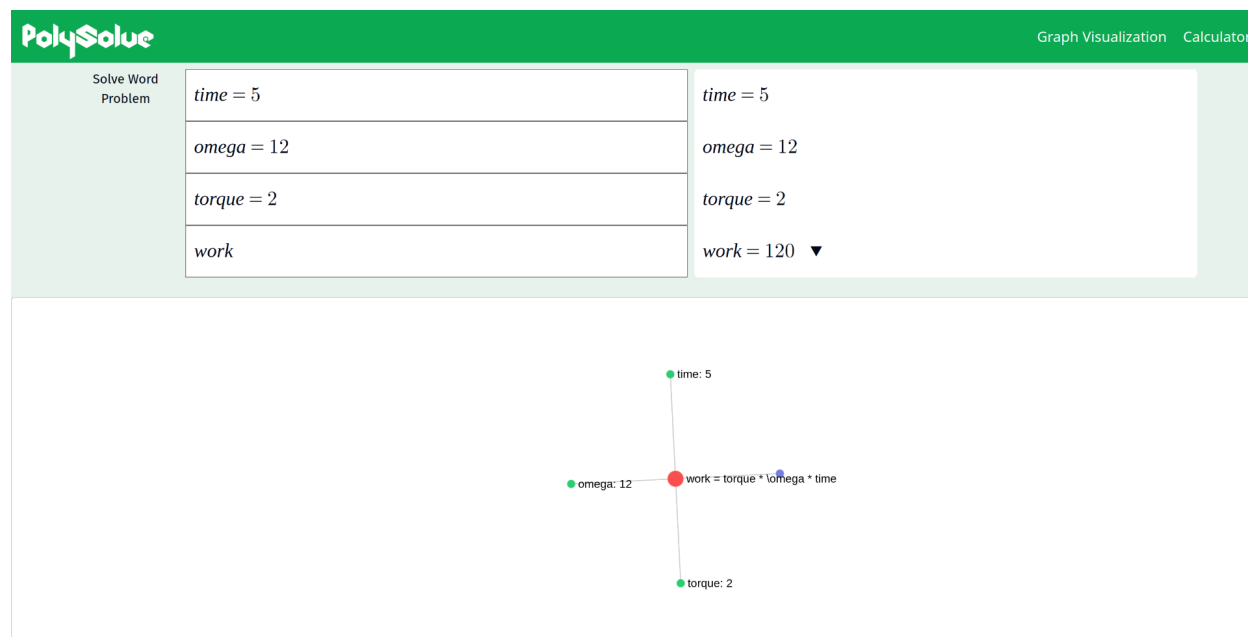 PolySolve
Graph Visualization Calculator
Solve Word
Problem
time = 5
omega = 12
torque = 2
work
time = 5
omega = 12
torque = 2
work = 120 ▼
time: 5
omega: 12
work = torque * \omega * time
torque: 2